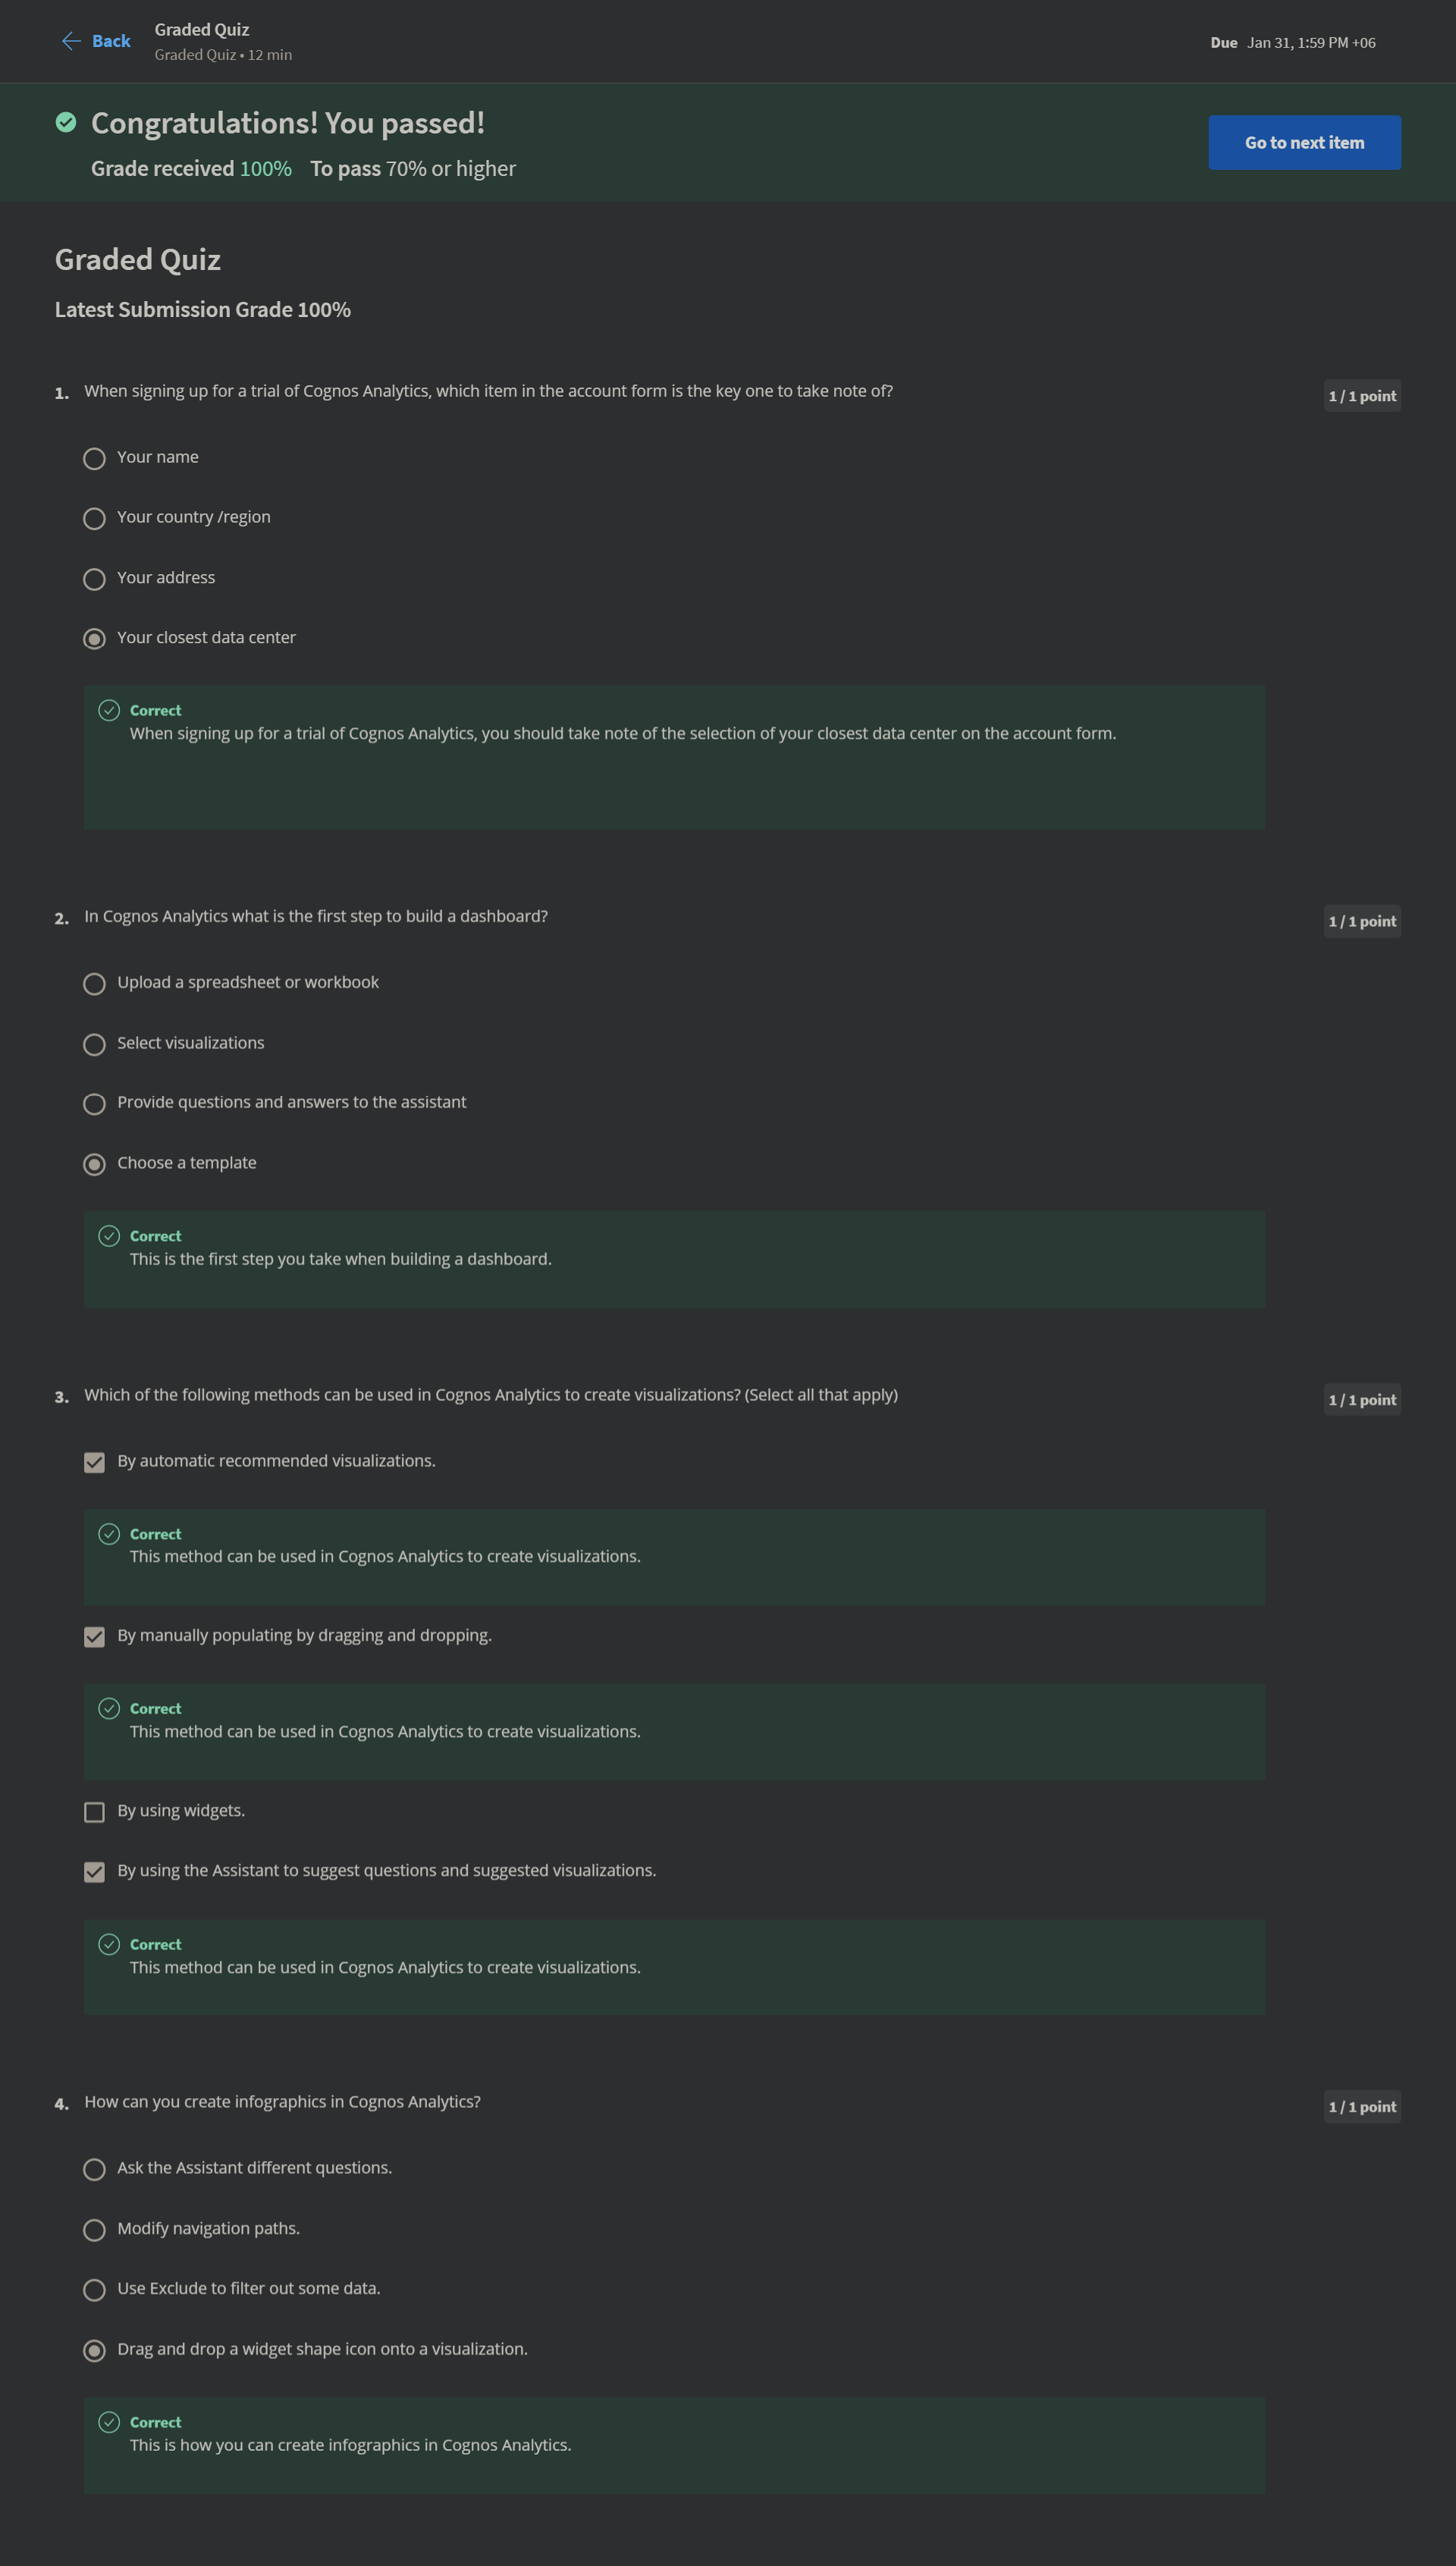 Back
Graded Quiz
Graded Quiz • 12 min
Due Jan 31, 1:59 PM +06
Congratulations! You passed!
Grade received 100% To pass 70% or higher
Go to next item
Graded Quiz
Latest Submission Grade 100%
1. When signing up for a trial of Cognos Analytics, which item in the account form is the key one to take note of?
1 / 1 point
Your name
Your country /region
Your address
Your closest data center
Correct
When signing up for a trial of Cognos Analytics, you should take note of the selection of your closest data center on the account form.
2. In Cognos Analytics what is the first step to build a dashboard?
1 / 1 point
Upload a spreadsheet or workbook
Select visualizations
Provide questions and answers to the assistant
Choose a template
Correct
This is the first step you take when building a dashboard.
3. Which of the following methods can be used in Cognos Analytics to create visualizations? (Select all that apply)
1 / 1 point
By automatic recommended visualizations.
Correct
This method can be used in Cognos Analytics to create visualizations.
By manually populating by dragging and dropping.
Correct
This method can be used in Cognos Analytics to create visualizations.
By using widgets.
By using the Assistant to suggest questions and suggested visualizations.
Correct
This method can be used in Cognos Analytics to create visualizations.
4. How can you create infographics in Cognos Analytics?
1 / 1 point
Ask the Assistant different questions.
Modify navigation paths.
Use Exclude to filter out some data.
Drag and drop a widget shape icon onto a visualization.
Correct
This is how you can create infographics in Cognos Analytics.